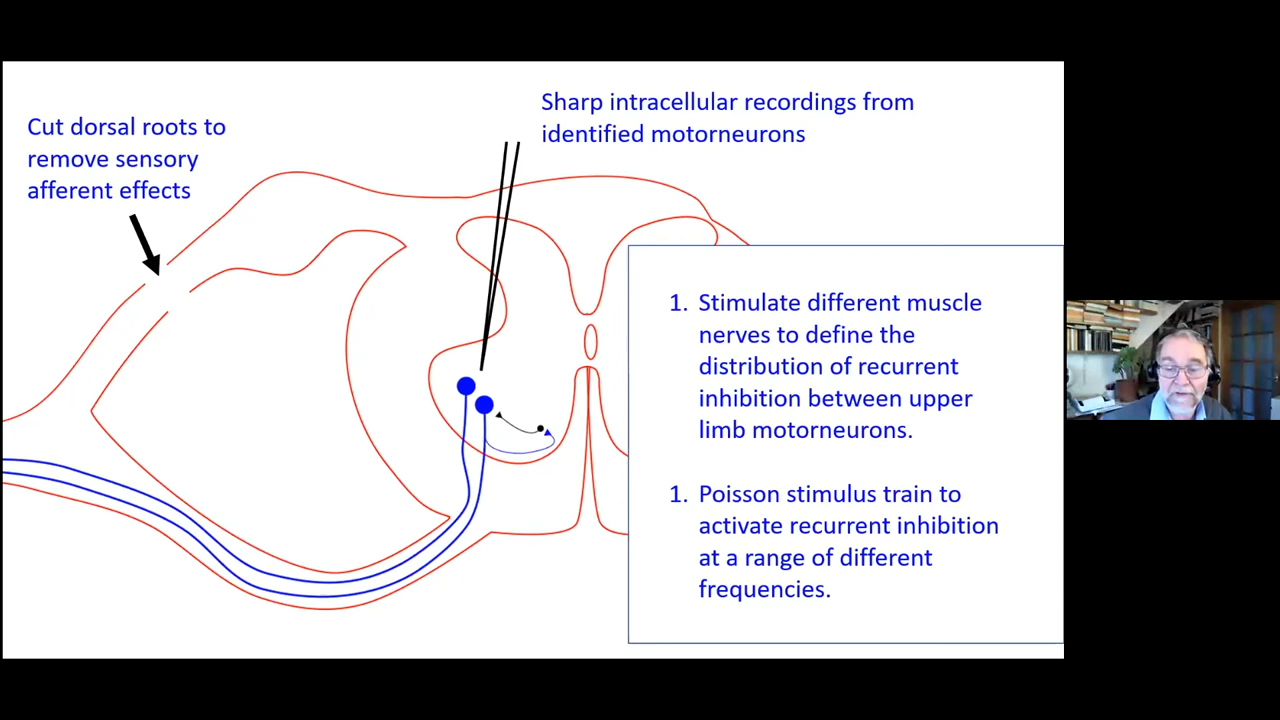 Cut dorsal roots to
remove sensory
afferent effects
Sharp intracellular recordings from
identified motorneurons
1. Stimulate different muscle
nerves to define the
distribution of recurrent
inhibition between upper
limb motorneurons.
1. Poisson stimulus train to
activate recurrent inhibition
at a range of different
frequencies.